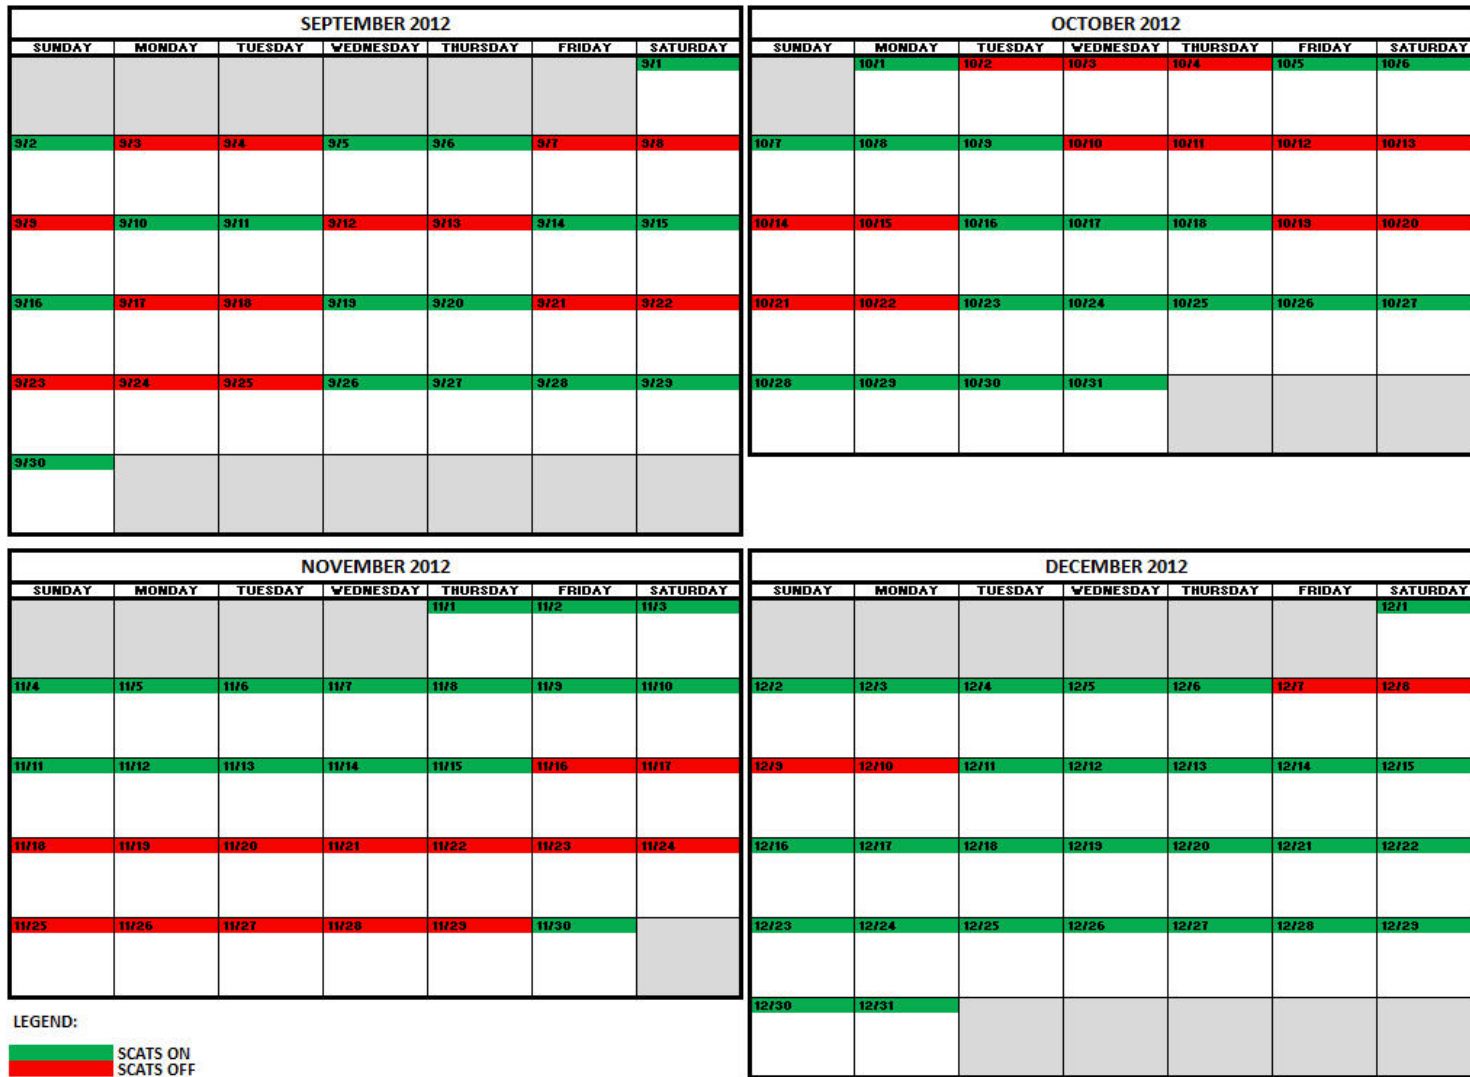 SEPTEMBER 2012
SUNDAY MONDAY TUESDAY WEDNESDAY THURSDAY FRIDAY SATURDAY
9/1
9/2 9/3 9/4 9/5 9/6 9/7 9/8
9/9 9/10 9/11 9/12 9/13 9/14 9/15
9/16 9/17 9/18 9/19 9/20 9/21 9/22
9/23 9/24 9/25 9/26 9/27 9/28 9/29
9/30
OCTOBER 2012
SUNDAY MONDAY TUESDAY WEDNESDAY THURSDAY FRIDAY SATURDAY
10/1 10/2 10/3 10/4 10/5 10/6
10/7 10/8 10/9 10/10 10/11 10/12 10/13
10/14 10/15 10/16 10/17 10/18 10/19 10/20
10/21 10/22 10/23 10/24 10/25 10/26 10/27
10/28 10/29 10/30 10/31
NOVEMBER 2012
SUNDAY MONDAY TUESDAY WEDNESDAY THURSDAY FRIDAY SATURDAY
11/1 11/2 11/3
11/4 11/5 11/6 11/7 11/8 11/9 11/10
11/11 11/12 11/13 11/14 11/15 11/16 11/17
11/18 11/19 11/20 11/21 11/22 11/23 11/24
11/25 11/26 11/27 11/28 11/29 11/30
DECEMBER 2012
SUNDAY MONDAY TUESDAY WEDNESDAY THURSDAY FRIDAY SATURDAY
12/1
12/2 12/3 12/4 12/5 12/6 12/7 12/8
12/9 12/10 12/11 12/12 12/13 12/14 12/15
12/16 12/17 12/18 12/19 12/20 12/21 12/22
12/23 12/24 12/25 12/26 12/27 12/28 12/29
12/30 12/31
LEGEND:
SCATS ON
SCATS OFF